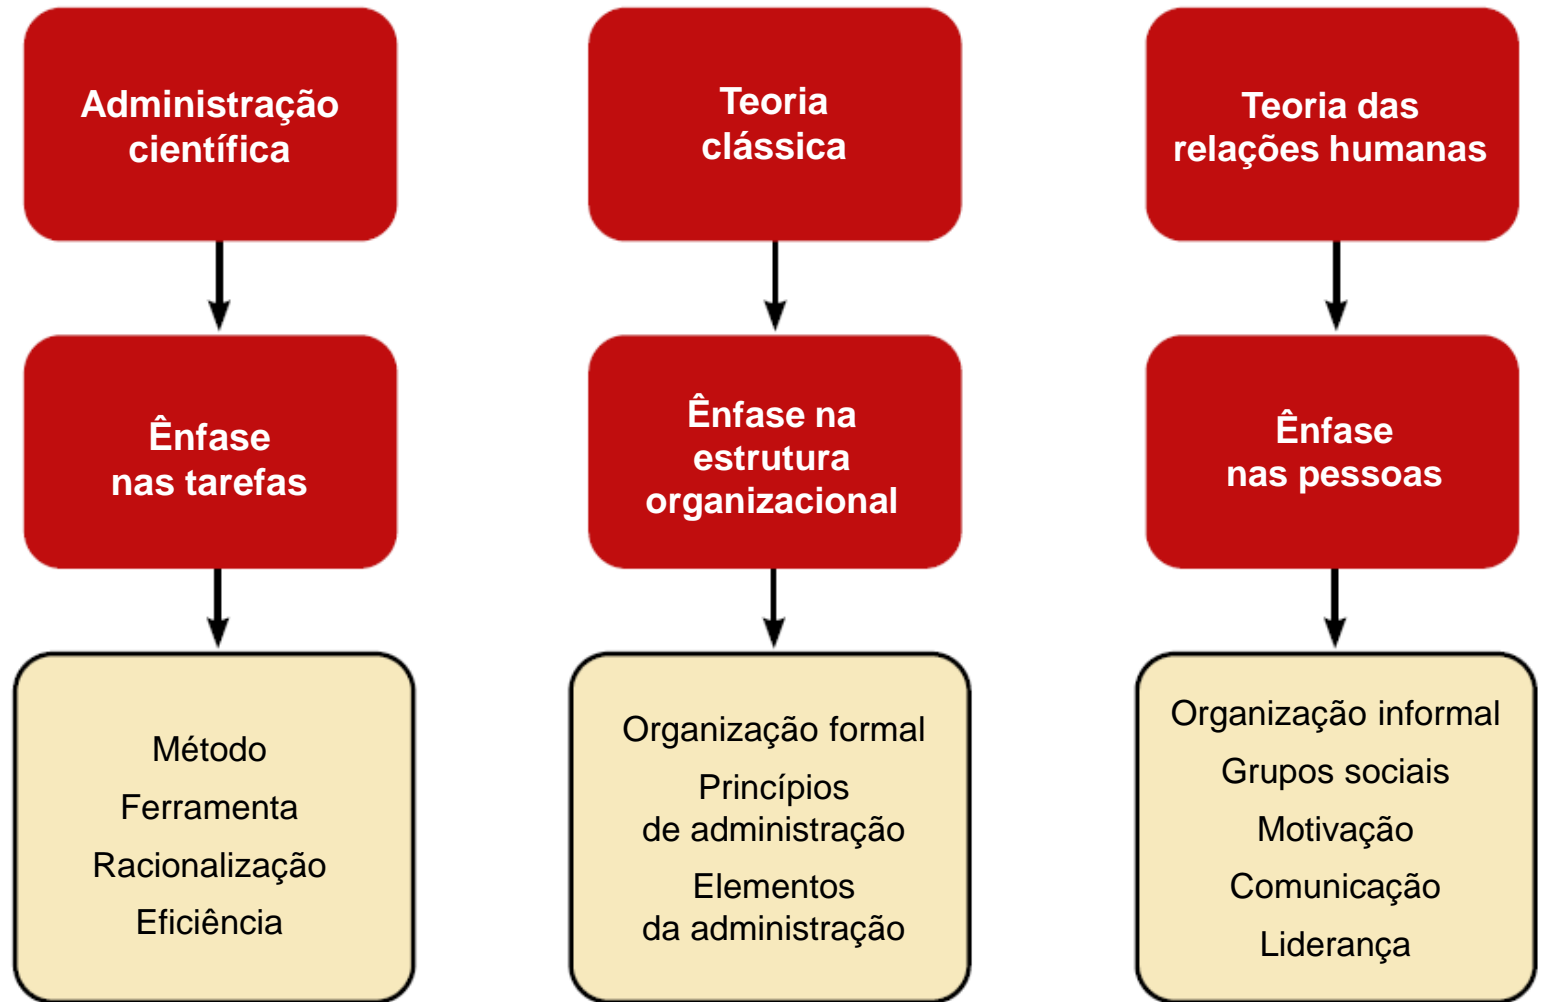 Administração
científica
Ênfase
nas tarefas
Método
Ferramenta
Racionalização
Eficiência
Teoria
clássica
Ênfase na
estrutura
organizacional
Organização formal
Princípios
de administração
Elementos
da administração
Teoria das
relações humanas
Ênfase
nas pessoas
Organização informal
Grupos sociais
Motivação
Comunicação
Liderança